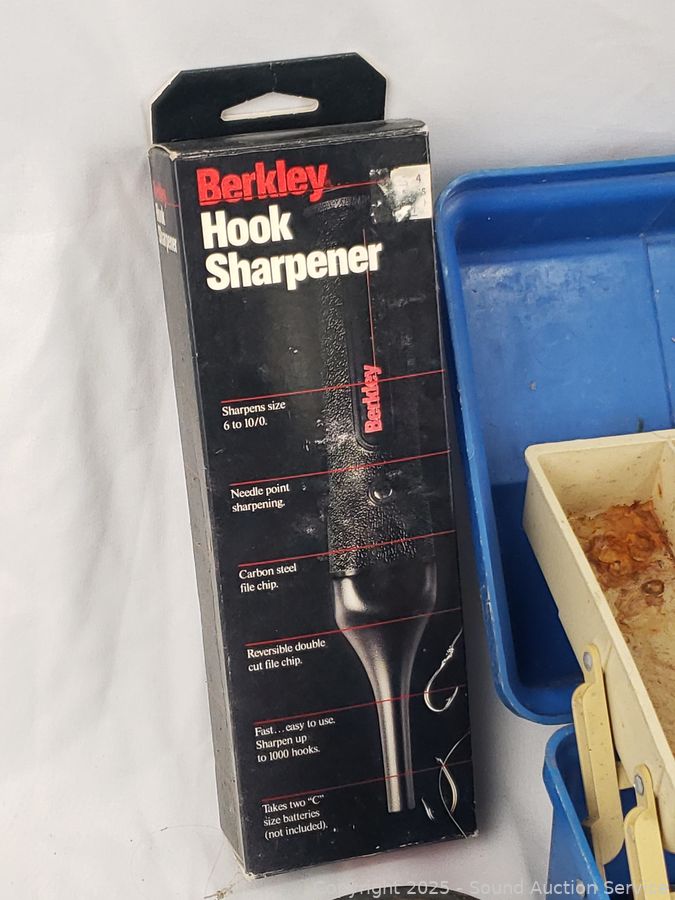 Berkley
Hook
Sharpener
Berkley
Hook
Sharpener
4
Berkley
Sharpens size
6 to 10/0.
Needle point
sharpening.
Carbon steel
file chip.
Reversible double
cut file chip.
Fast...easy to use.
Sharpen up
to 1000 hooks.
Takes two “C”
size batteries
(not included).
Copyright 2025 - Sound Auction Service